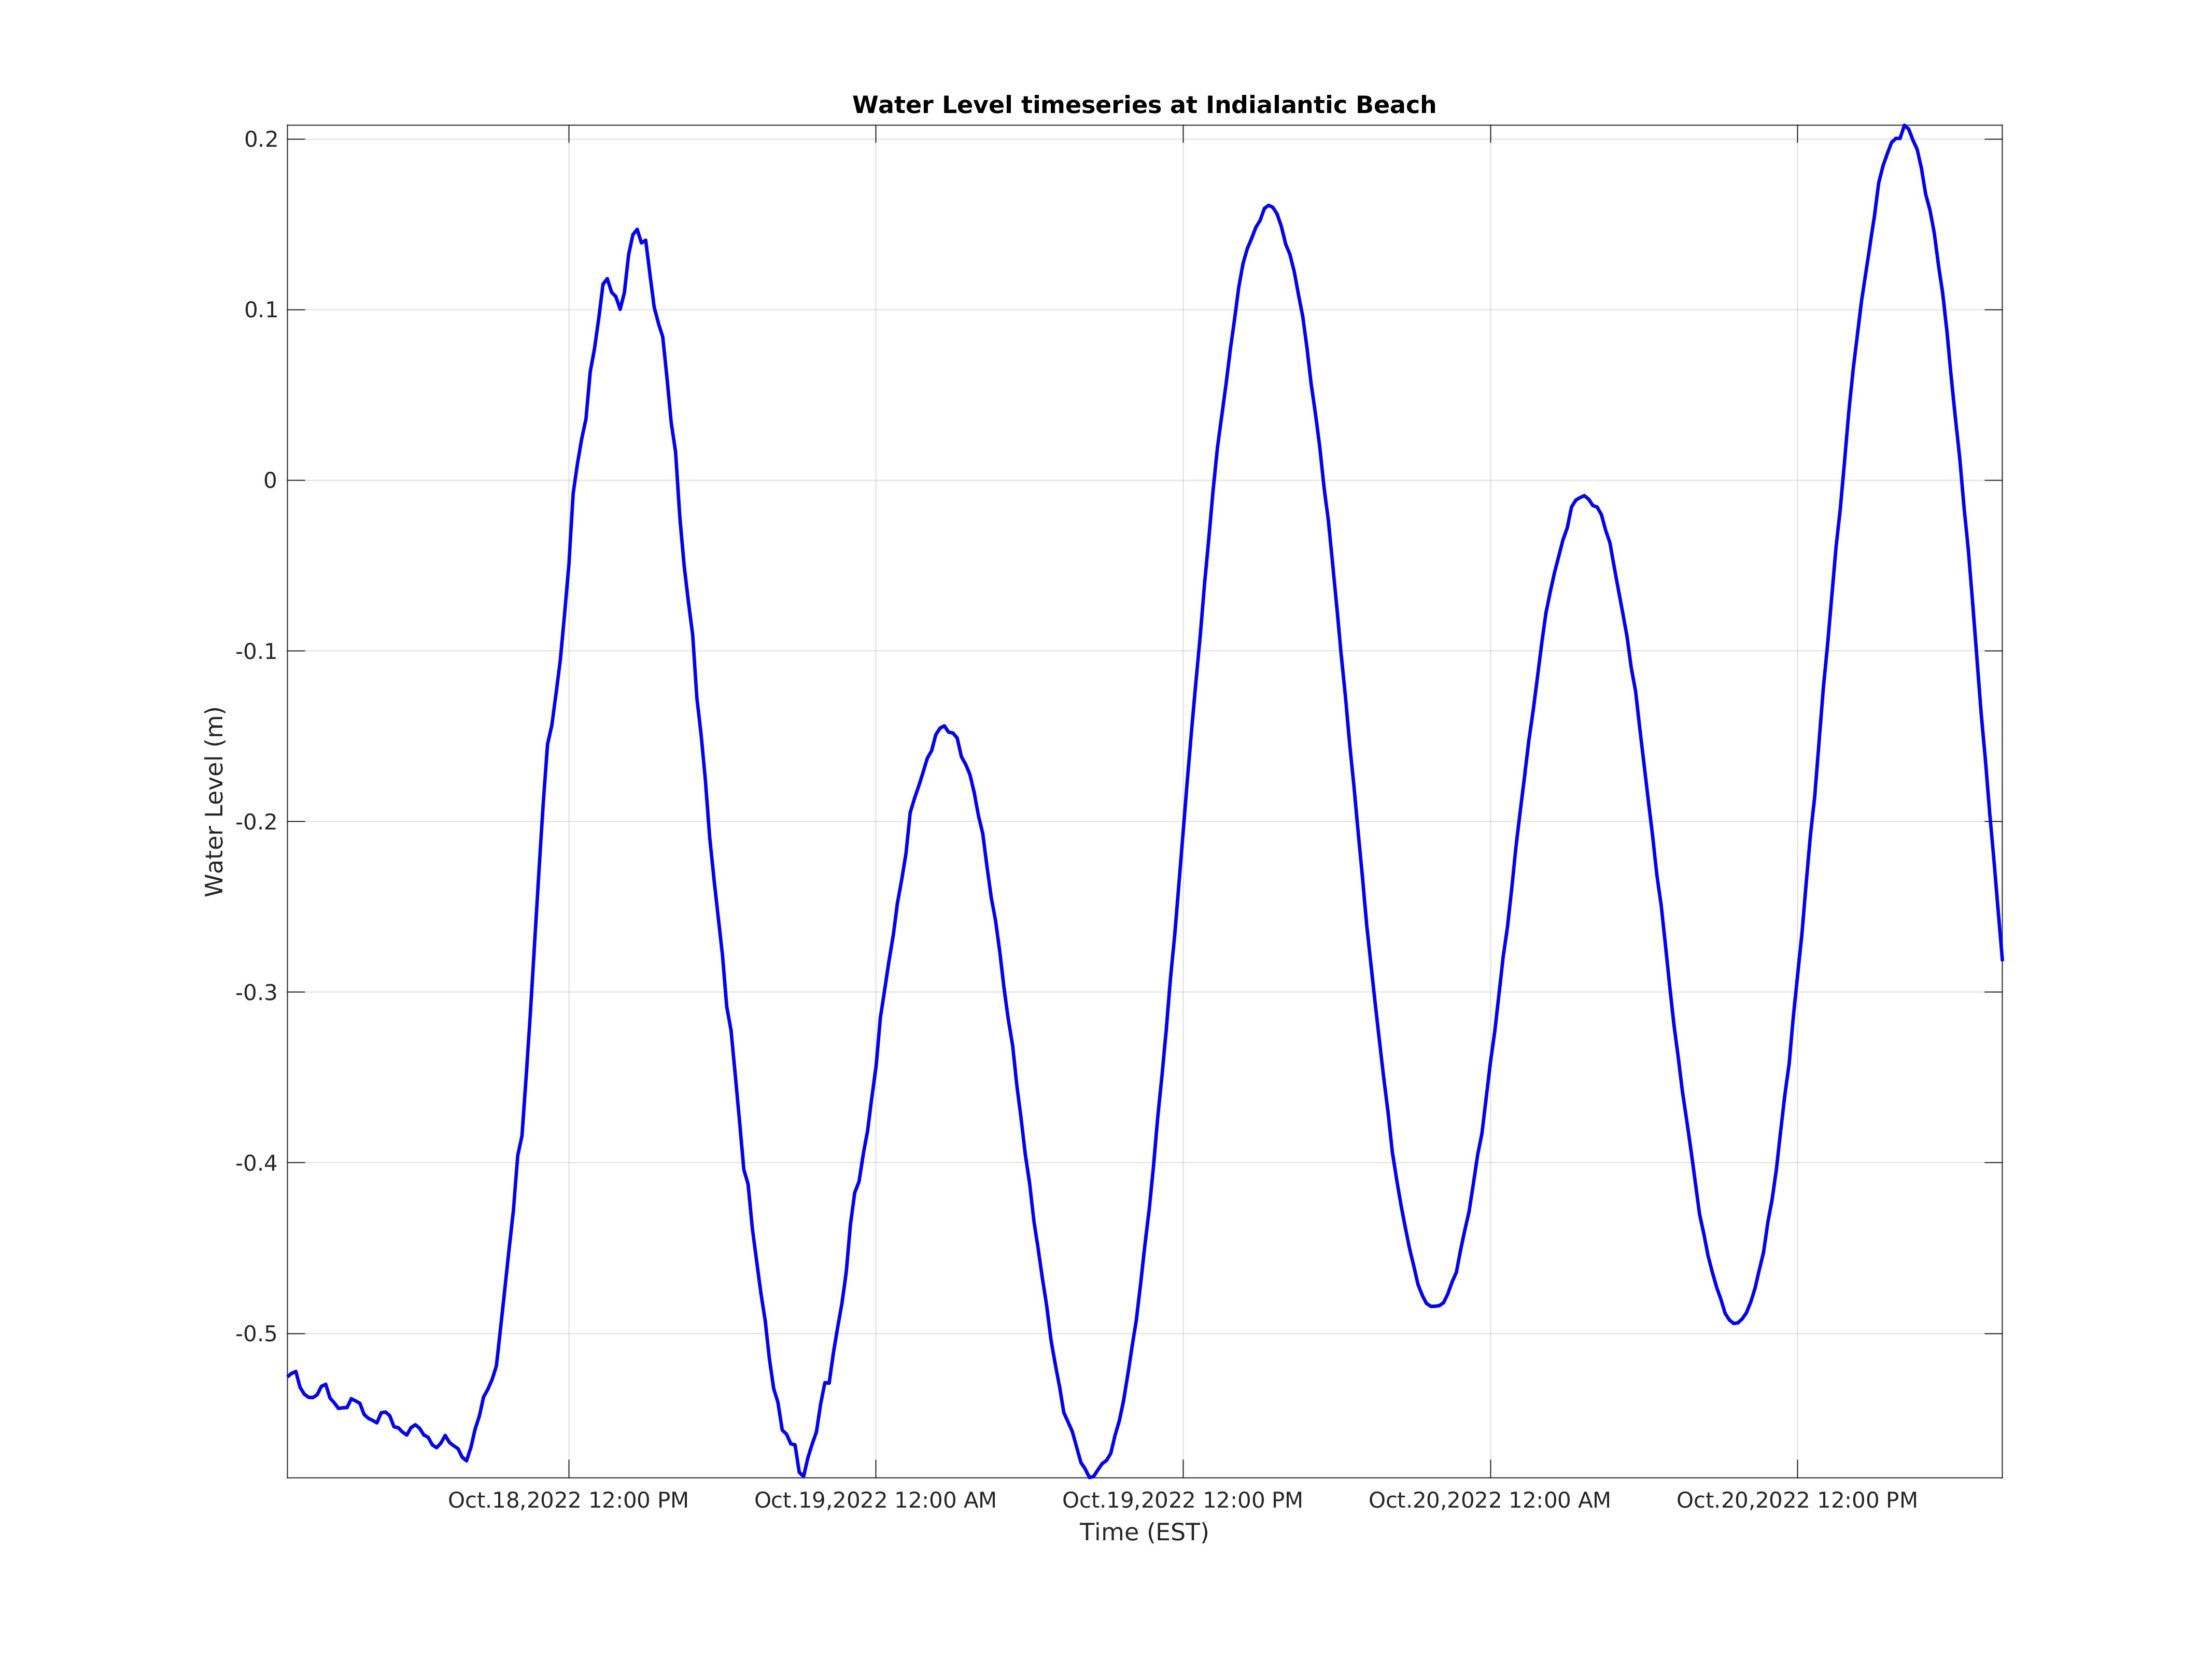 Water Level timeseries at Indialantic Beach
0.2
0.1
0
-0.1
-0.2
-0.3
-0.4
-0.5
Water Level (m)
Oct.18,2022 12:00 PM Oct.19,2022 12:00 AM Oct.19,2022 12:00 PM Oct.20,2022 12:00 AM Oct.20,2022 12:00 PM
Time (EST)